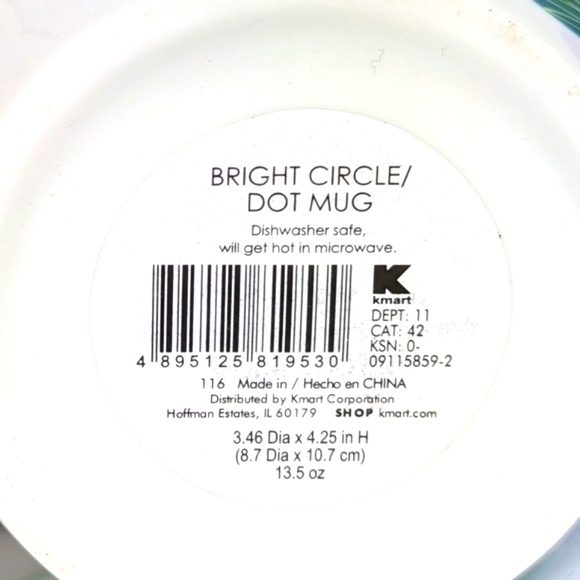 BRIGHT CIRCLE/
DOT MUG
Dishwasher safe,
will get hot in microwave.
K
kmart
DEPT: 11
CAT: 42
KSN: 0-
09115859-2
4 895125 819530
116 Made in / Hecho en CHINA
Distributed by Kmart Corporation
Hoffman Estates, IL 60179 SHOP kmart.com
3.46 Dia x 4.25 in H
(8.7 Dia x 10.7 cm)
13.5 oz